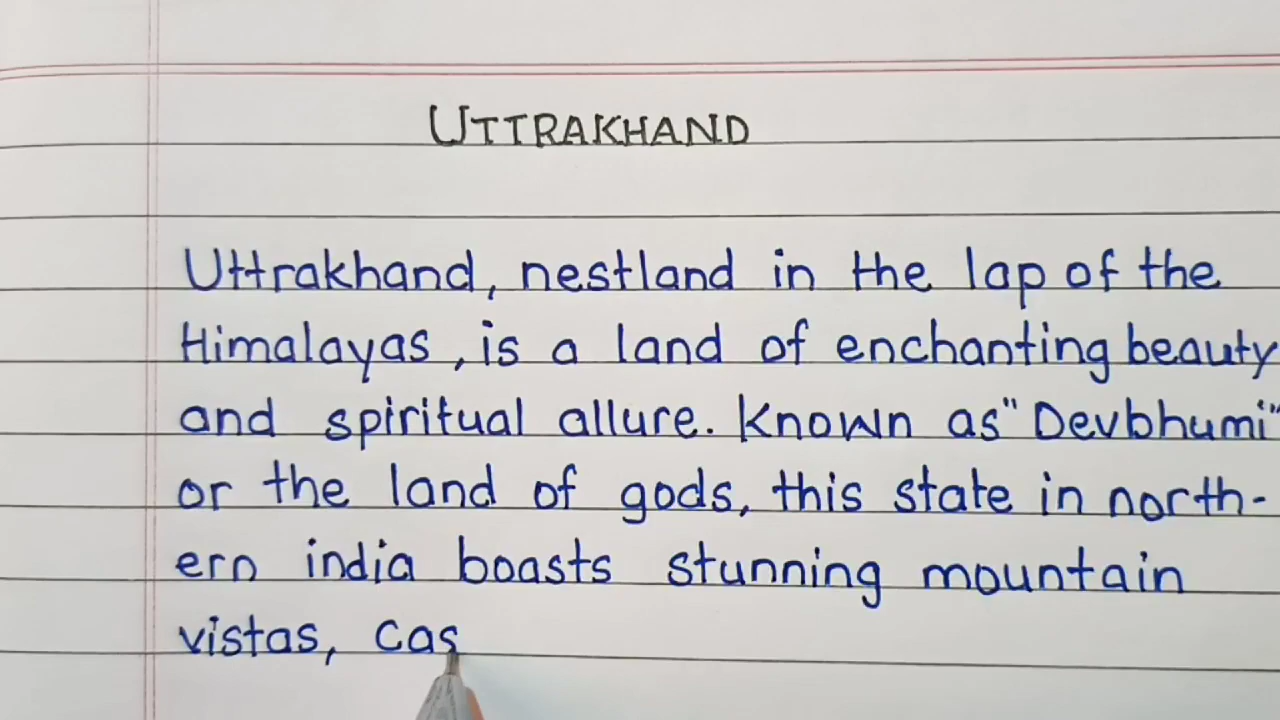 UTTRAKHAND
Uttrakhand, nestland in the lap of the
Himalayas, is a land of enchanting beauty
and spiritual allure. Known as "Devbhumi"
or the land of gods, this state in north-
ern india boasts stunning mountain
vistas, cas